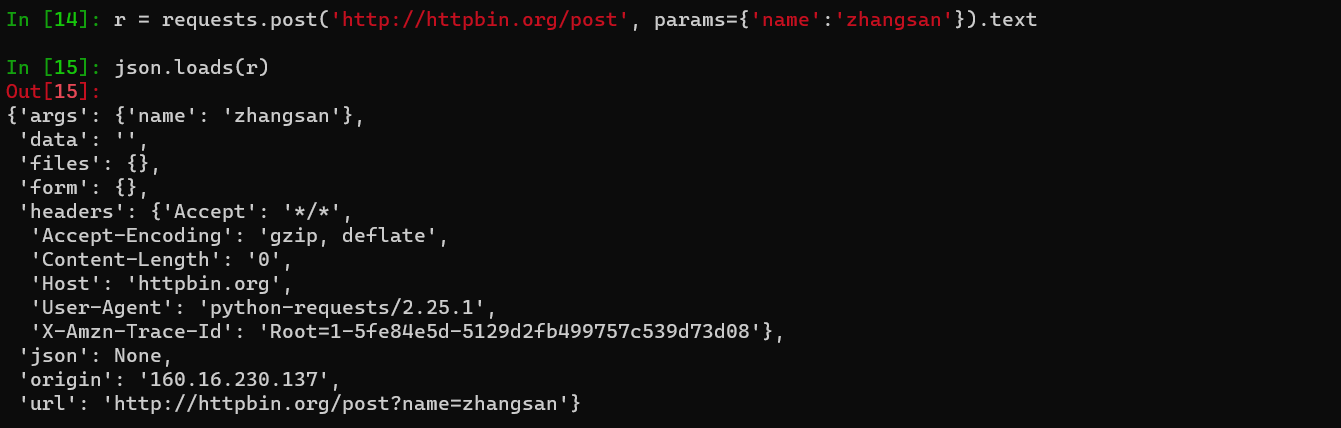 In [14]: r = requests.post('http://httpbin.org/post', params={'name':'zhangsan'}).text
In [15]: json.loads(r)
Out[15]:
{'args': {'name': 'zhangsan'},
 'data': '',
 'files': {},
 'form': {},
 'headers': {'Accept': '*/*',
  'Accept-Encoding': 'gzip, deflate',
  'Content-Length': '0',
  'Host': 'httpbin.org',
  'User-Agent': 'python-requests/2.25.1',
  'X-Amzn-Trace-Id': 'Root=1-5fe84e5d-5129d2fb499757c539d73d08'},
 'json': None,
 'origin': '160.16.230.137',
 'url': 'http://httpbin.org/post?name=zhangsan'}